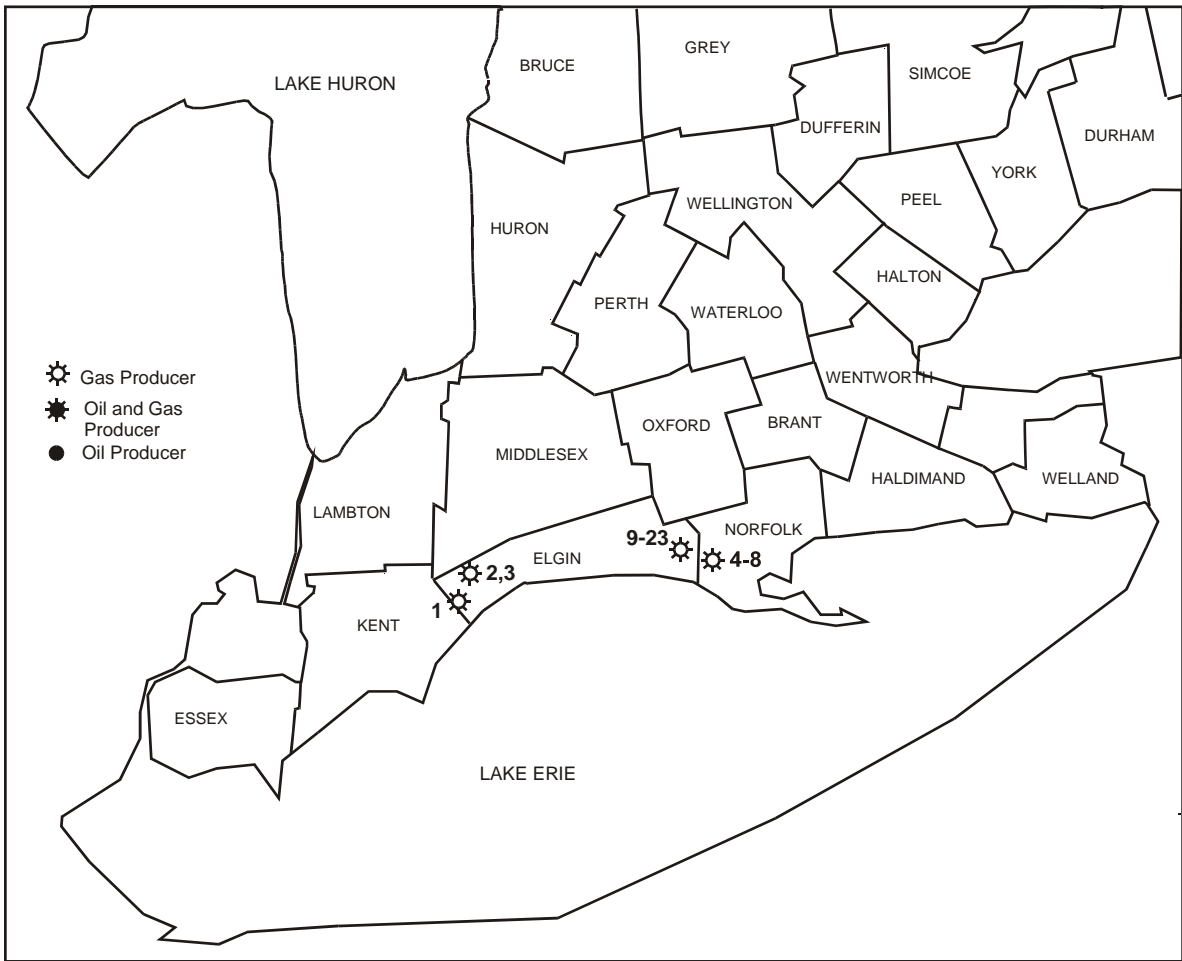 GREY
BRUCE
SIMCOE
LAKE HURON
DUFFERIN
DURHAM
YORK
PEEL
WELLINGTON
HURON
HALTON
PERTH
WATERLOO
Gas Producer
WENTWORTH
Oil and Gas
Producer
OXFORD
BRANT
Oil Producer
MIDDLESEX
HALDIMAND
WELLAND
LAMBTON
NORFOLK
9-23
ELGIN
4-8
2,3
1
KENT
ESSEX
LAKE ERIE